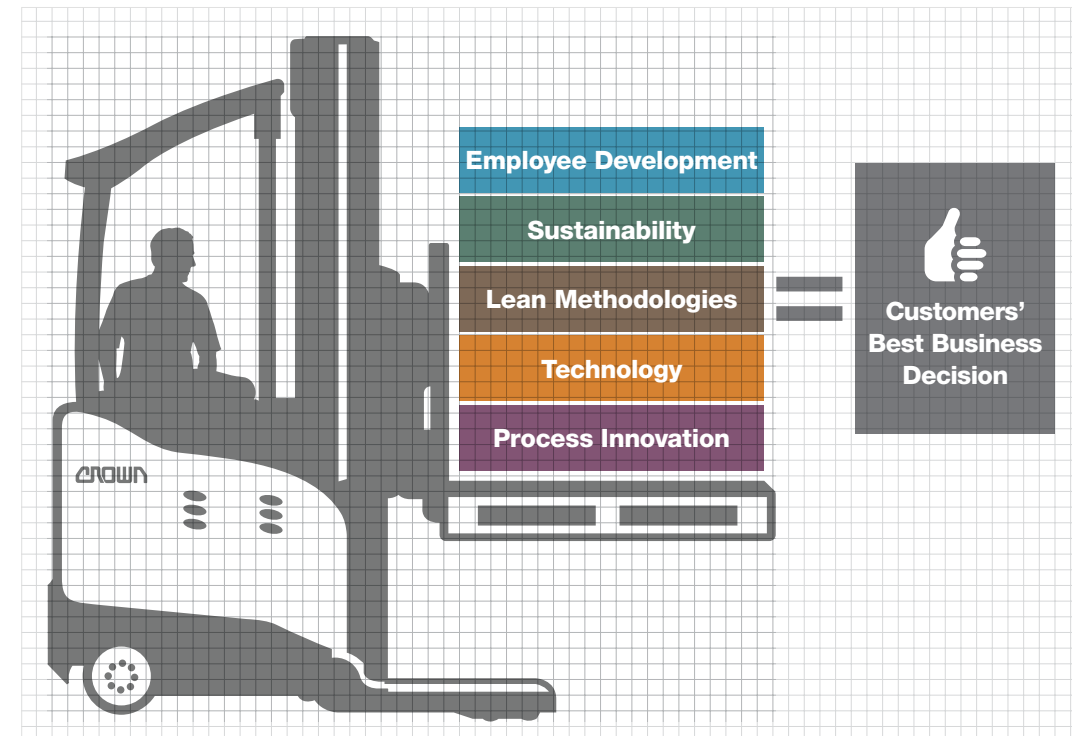 Employee Development
Sustainability
Lean Methodologies
Technology
Process Innovation
Customers’
Best Business
Decision
CROWN